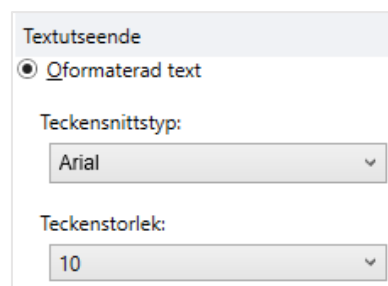 Textutseende
Oformaterad text
Teckensnittstyp:
Arial
Teckenstorlek:
10